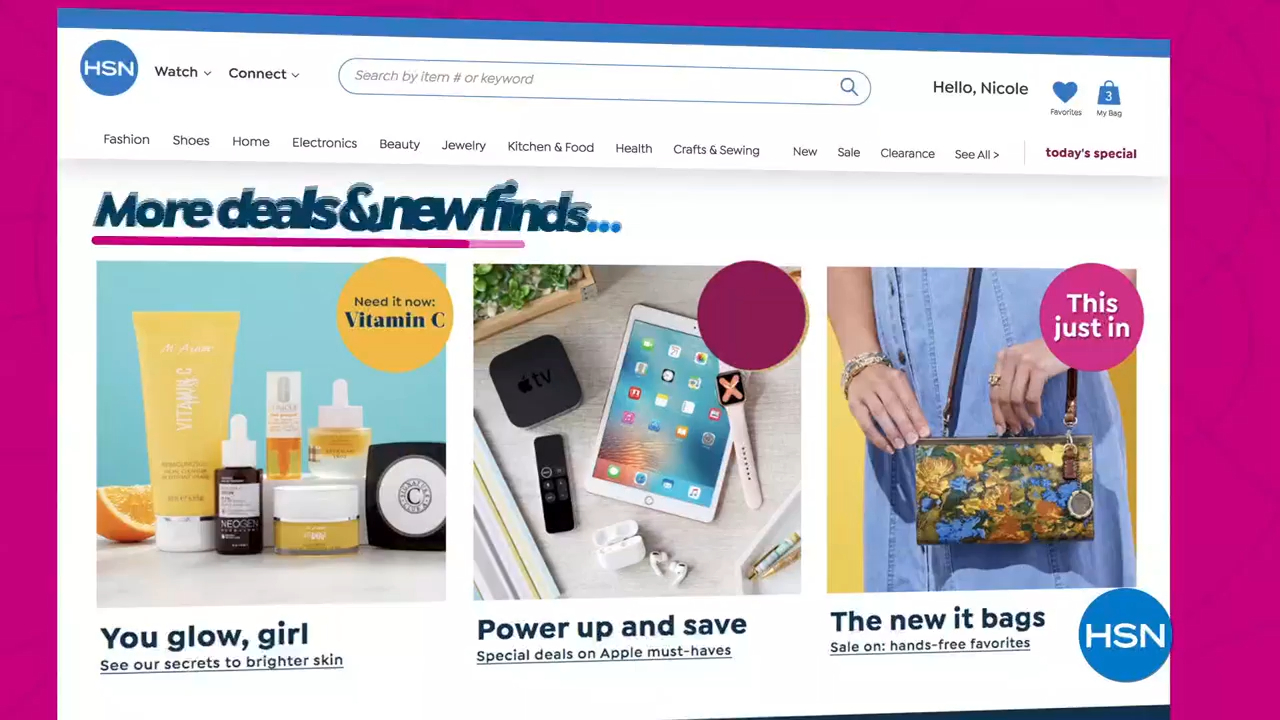 HSN
Watch
Connect
Search by item # or keyword
Hello, Nicole
Favorites
3
My Bag
Fashion
Shoes
Home
Electronics
Beauty
Jewelry
Kitchen & Food
Health
Crafts & Sewing
New
Sale
Clearance
See All >
today's special
More deals & new finds...
Need it now:
Vitamin C
VITAMIN C
NEOGEN
C
tv
This
just in
You glow, girl
See our secrets to brighter skin
Power up and save
Special deals on Apple must-haves
The new it bags
Sale on: hands-free favorites
HSN